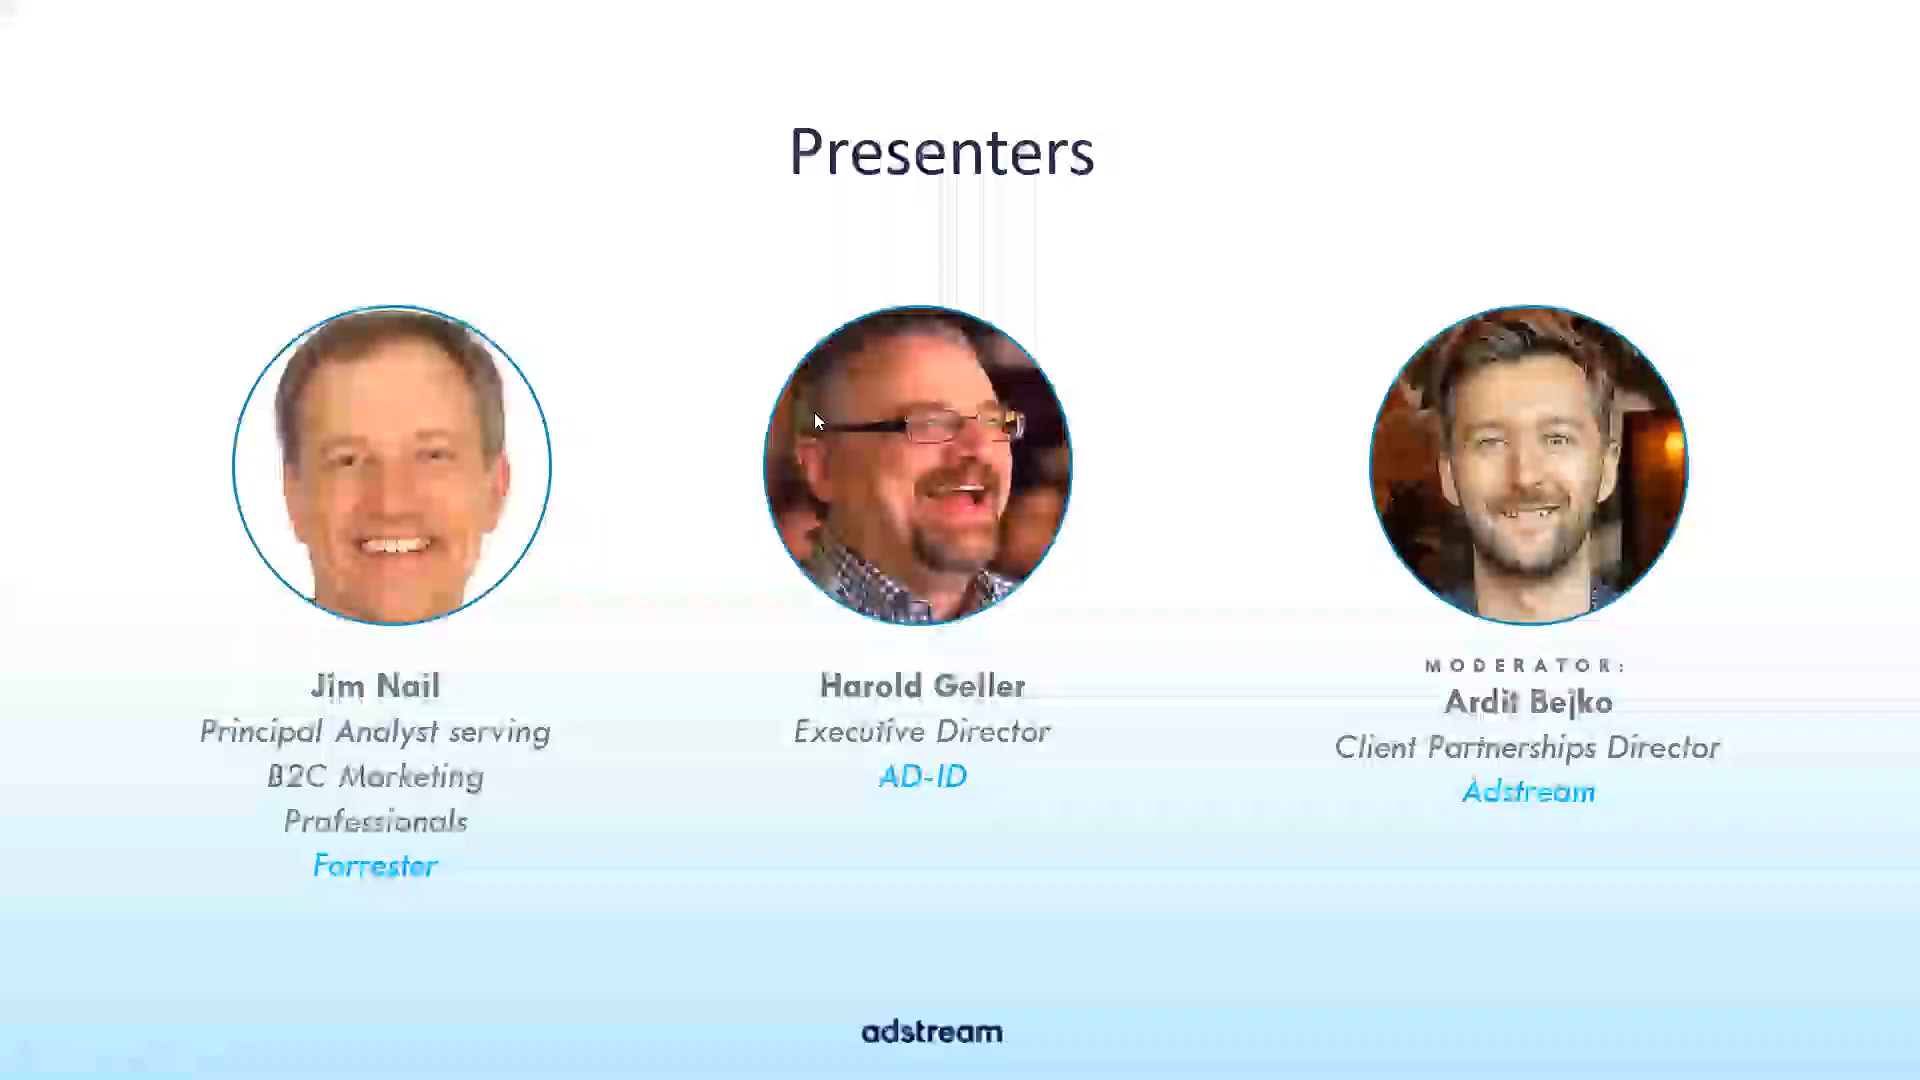 Presenters
Jim Nail
Principal Analyst serving
B2C Marketing
Professionals
Forrester
Harold Geller
Executive Director
AD-ID
MODERATOR:
Ardit Bejko
Client Partnerships Director
Adstream
adstream